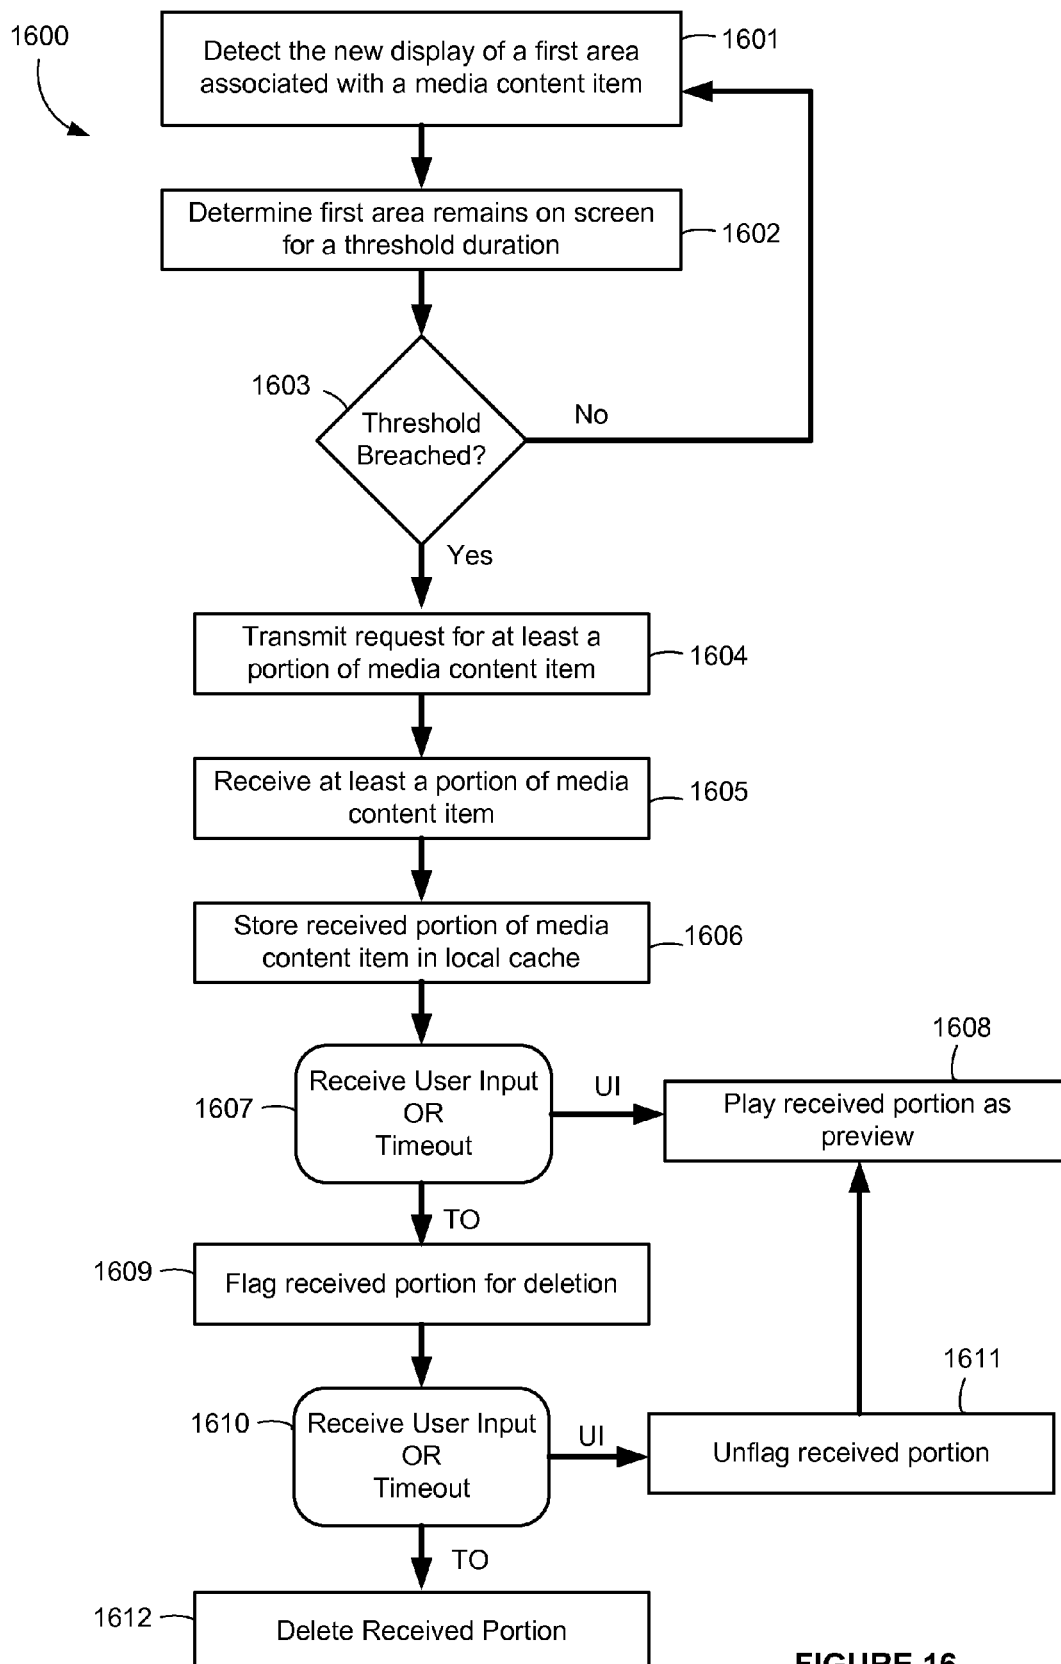 1600
Detect the new display of a first area
associated with a media content item
1601
Determine first area remains on screen
for a threshold duration
1602
1603
Threshold
Breached?
No
Yes
Transmit request for at least a
portion of media content item
1604
Receive at least a portion of media
content item
1605
Store received portion of media
content item in local cache
1606
1607
Receive User Input
OR
Timeout
UI
1608
Play received portion as
preview
TO
1609
Flag received portion for deletion
1610
Receive User Input
OR
Timeout
UI
1611
Unflag received portion
TO
1612
Delete Received Portion
FIGURE 16